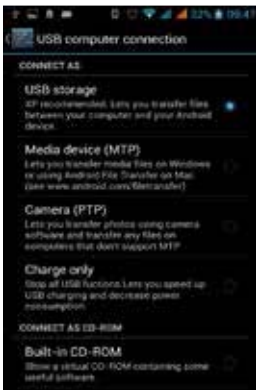 22% 09:47
USB computer connection
CONNECT AS
USB storage
XP recommended. Lets you transfer files
between your computer and your Android
device.
Media device (MTP)
Lets you transfer media files on Windows
or using Android File Transfer on Mac
(see www.android.com/filetransfer)
Camera (PTP)
Lets you transfer photos using camera
software and transfer any files on
computers that don't support MTP
Charge only
Stop all USB fuctions.Lets you speed up
USB charging and decrease power
consumption
CONNECT AS CD-ROM
Built-in CD-ROM
Show a virtual CD-ROM containing some
useful software.